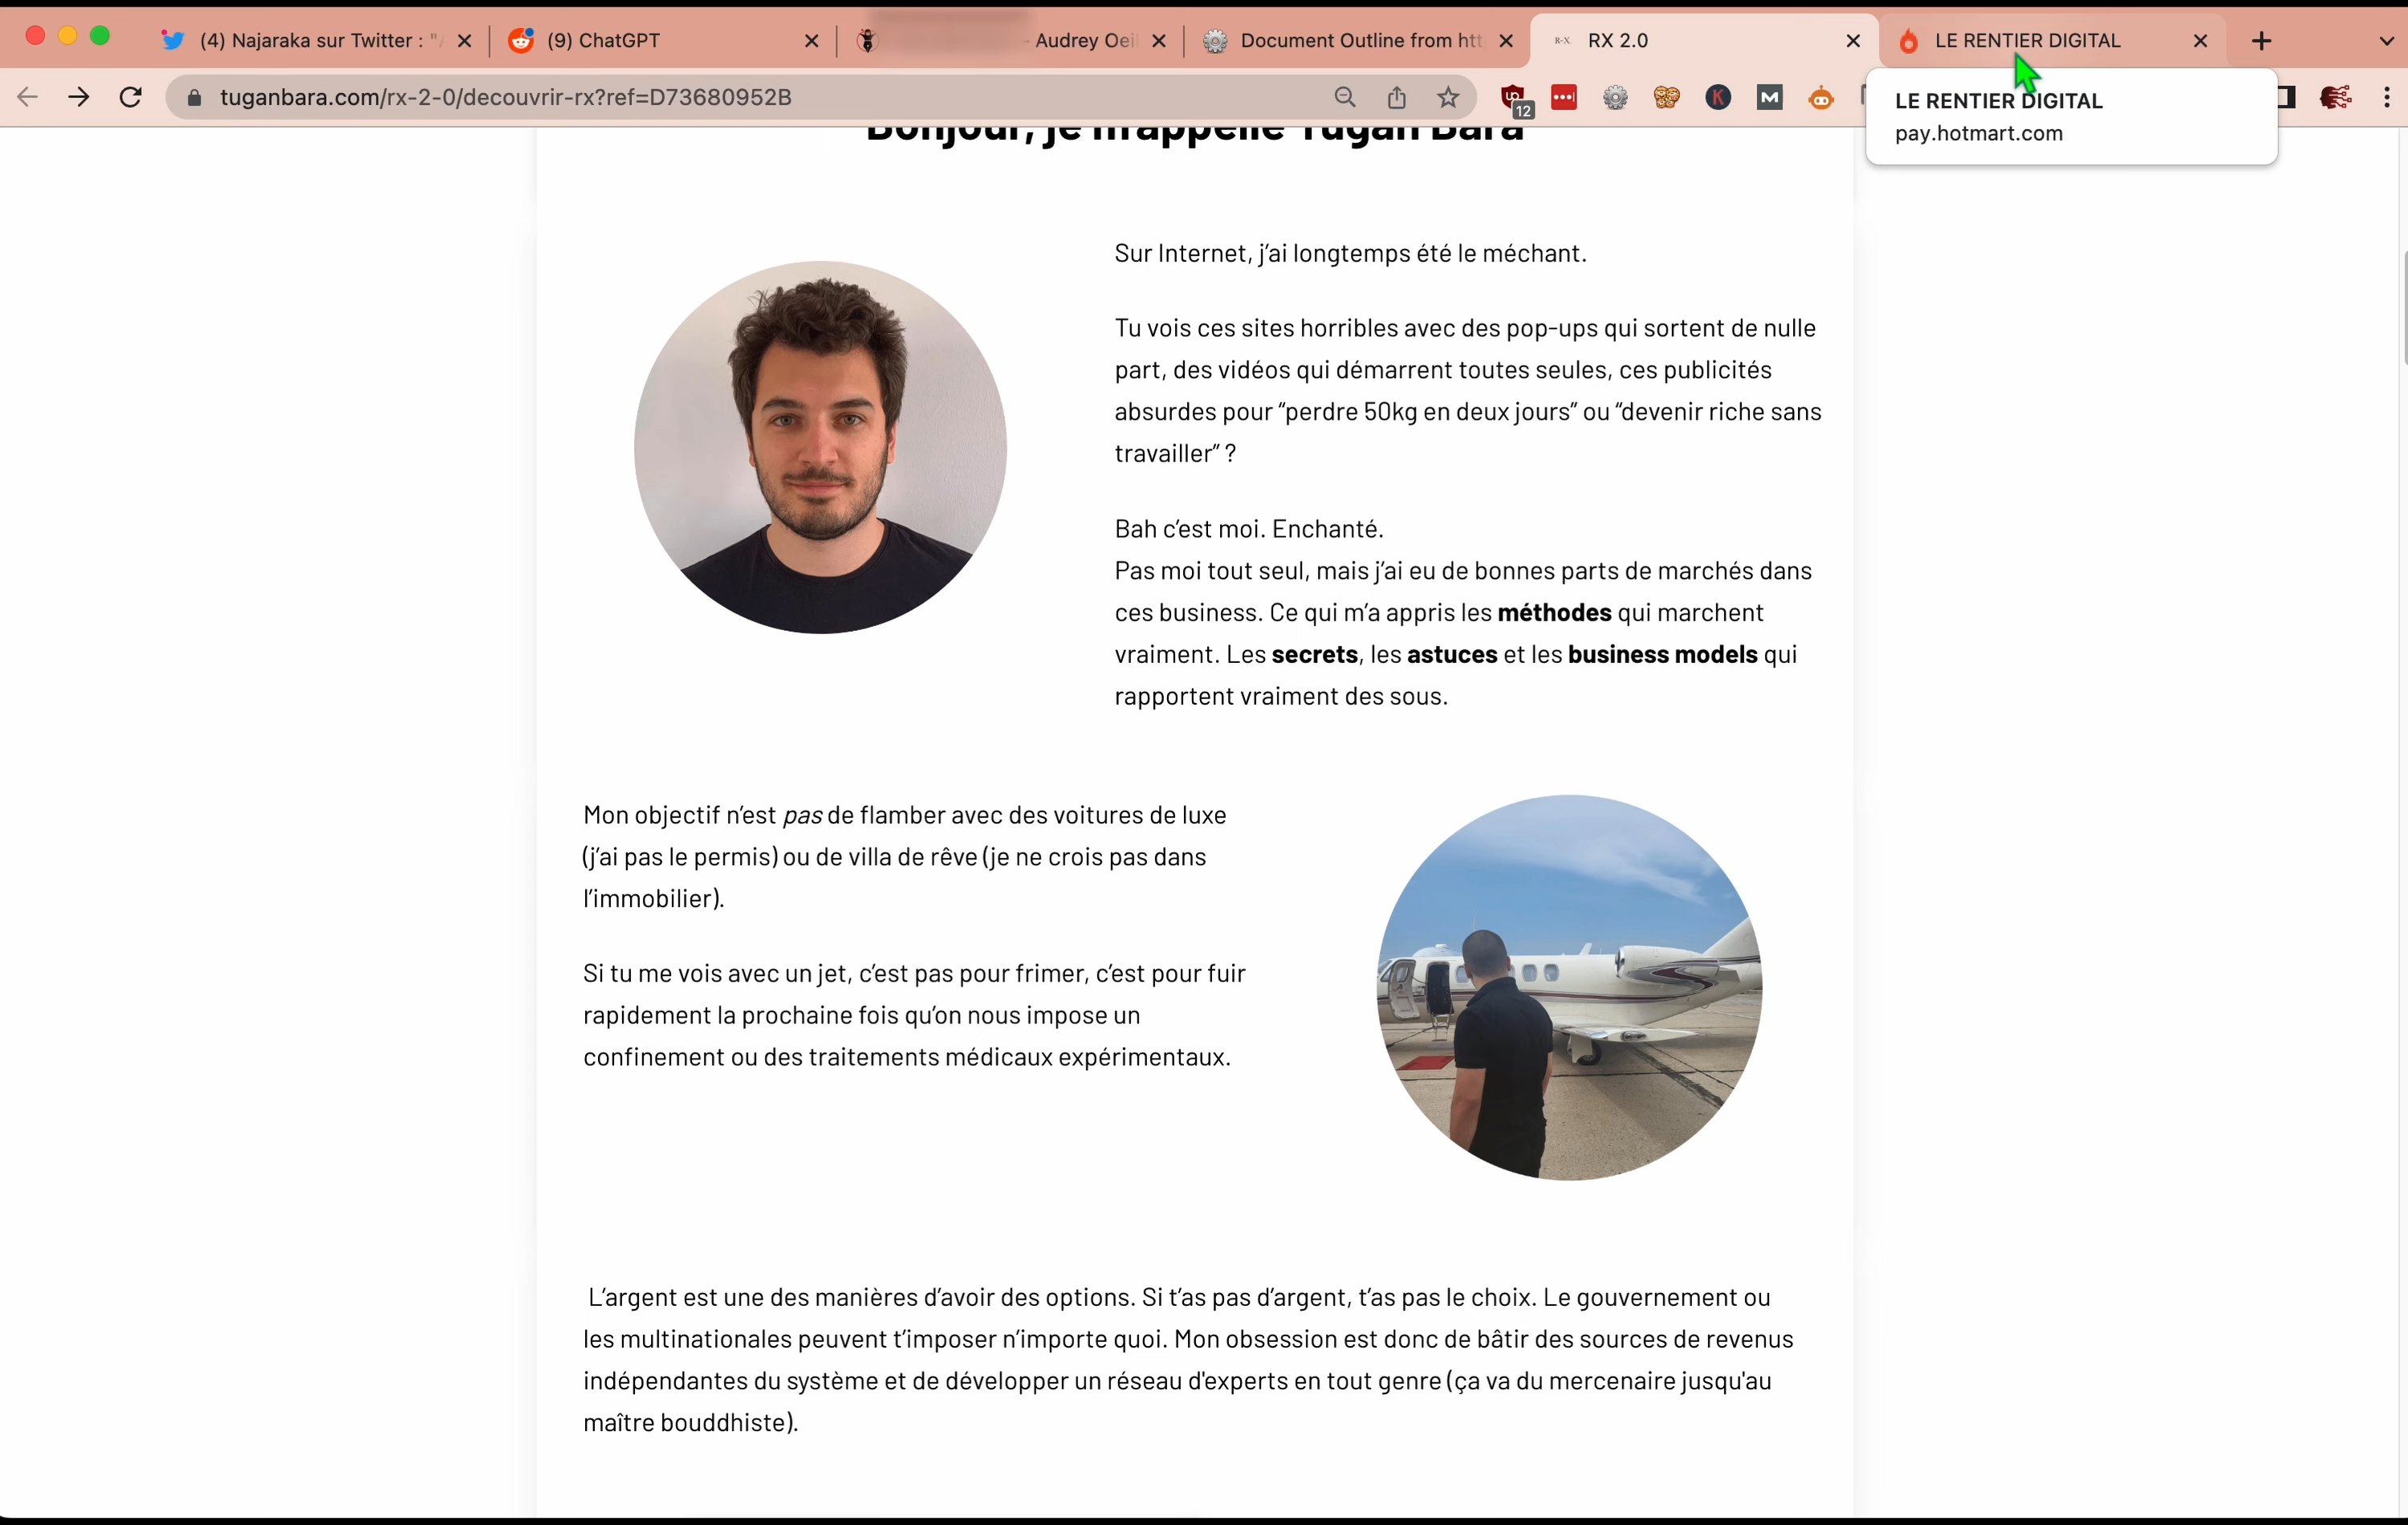 (4) Najaraka sur Twitter : "
(9) ChatGPT
- Audrey Oei
Document Outline from htt
R-X
RX 2.0
LE RENTIER DIGITAL
tuganbara.com/rx-2-0/decouvrir-rx?ref=D73680952B
12
K
M
LE RENTIER DIGITAL
pay.hotmart.com
Bonjour, je m'appelle Tugan Bara
Sur Internet, j’ai longtemps été le méchant.
Tu vois ces sites horribles avec des pop-ups qui sortent de nulle
part, des vidéos qui démarrent toutes seules, ces publicités
absurdes pour “perdre 50kg en deux jours” ou “devenir riche sans
travailler” ?
Bah c’est moi. Enchanté.
Pas moi tout seul, mais j’ai eu de bonnes parts de marchés dans
ces business. Ce qui m’a appris les méthodes qui marchent
vraiment. Les secrets, les astuces et les business models qui
rapportent vraiment des sous.
Mon objectif n’est pas de flamber avec des voitures de luxe
(j’ai pas le permis) ou de villa de rêve (je ne crois pas dans
l’immobilier).
Si tu me vois avec un jet, c’est pas pour frimer, c’est pour fuir
rapidement la prochaine fois qu’on nous impose un
confinement ou des traitements médicaux expérimentaux.
L’argent est une des manières d’avoir des options. Si t’as pas d’argent, t’as pas le choix. Le gouvernement ou
les multinationales peuvent t’imposer n’importe quoi. Mon obsession est donc de bâtir des sources de revenus
indépendantes du système et de développer un réseau d'experts en tout genre (ça va du mercenaire jusqu'au
maître bouddhiste).